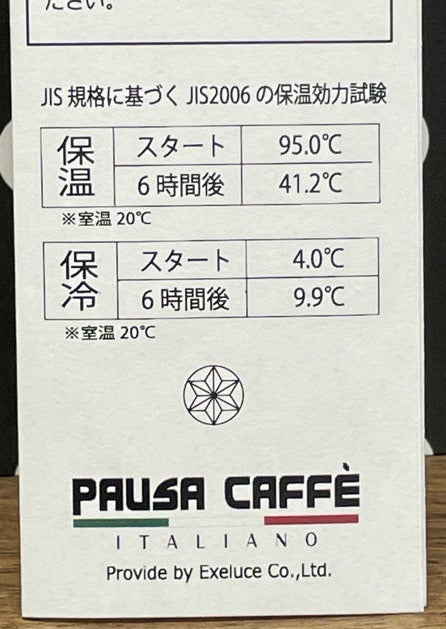 ださい。
JIS 規格に基づく JIS2006 の保温効力試験
保温 スタート 95.0℃
6 時間後 41.2℃
※室温 20℃
保冷 スタート 4.0℃
6 時間後 9.9℃
※室温 20℃
PAUSA CAFFÈ
ITALIANO
Provide by Exeluce Co.,Ltd.